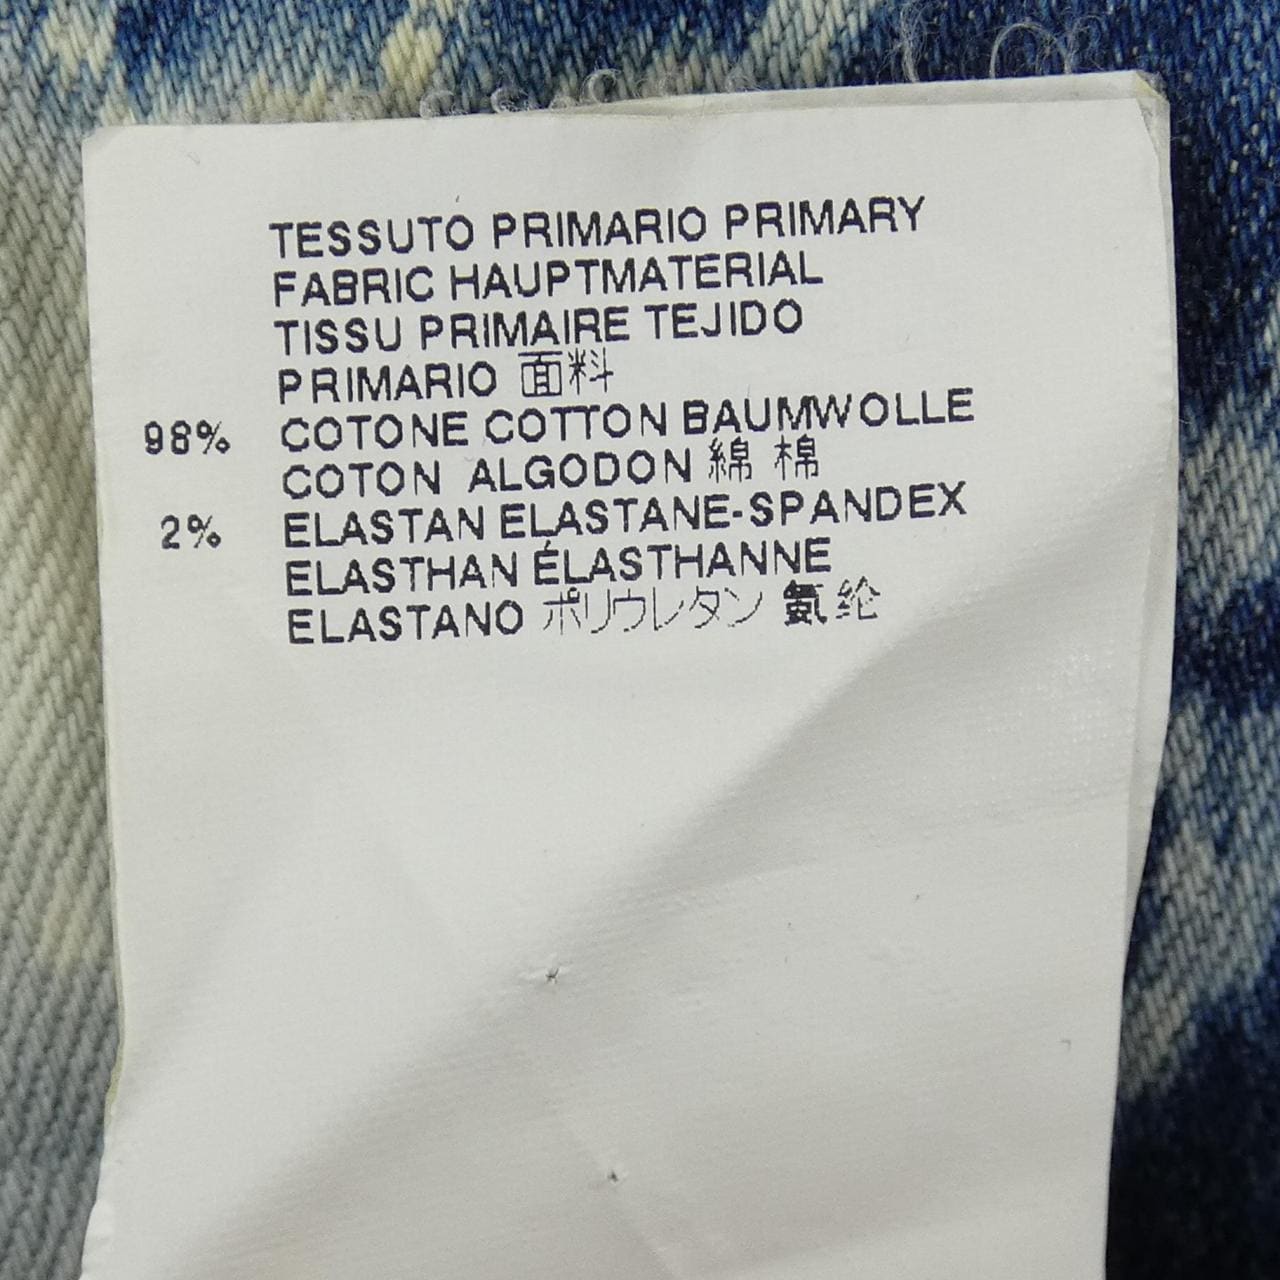 TESSUTO PRIMARIO PRIMARY
FABRIC HAUPTMATERIAL
TISSU PRIMAIRE TEJIDO
PRIMARIO 面料
98% COTONE COTTON BAUMWOLLE
COTON ALGODON 綿 棉
2% ELASTAN ELASTANE-SPANDEX
ELASTHAN ÉLASTHANNE
ELASTANO ポリウレタン 氨纶